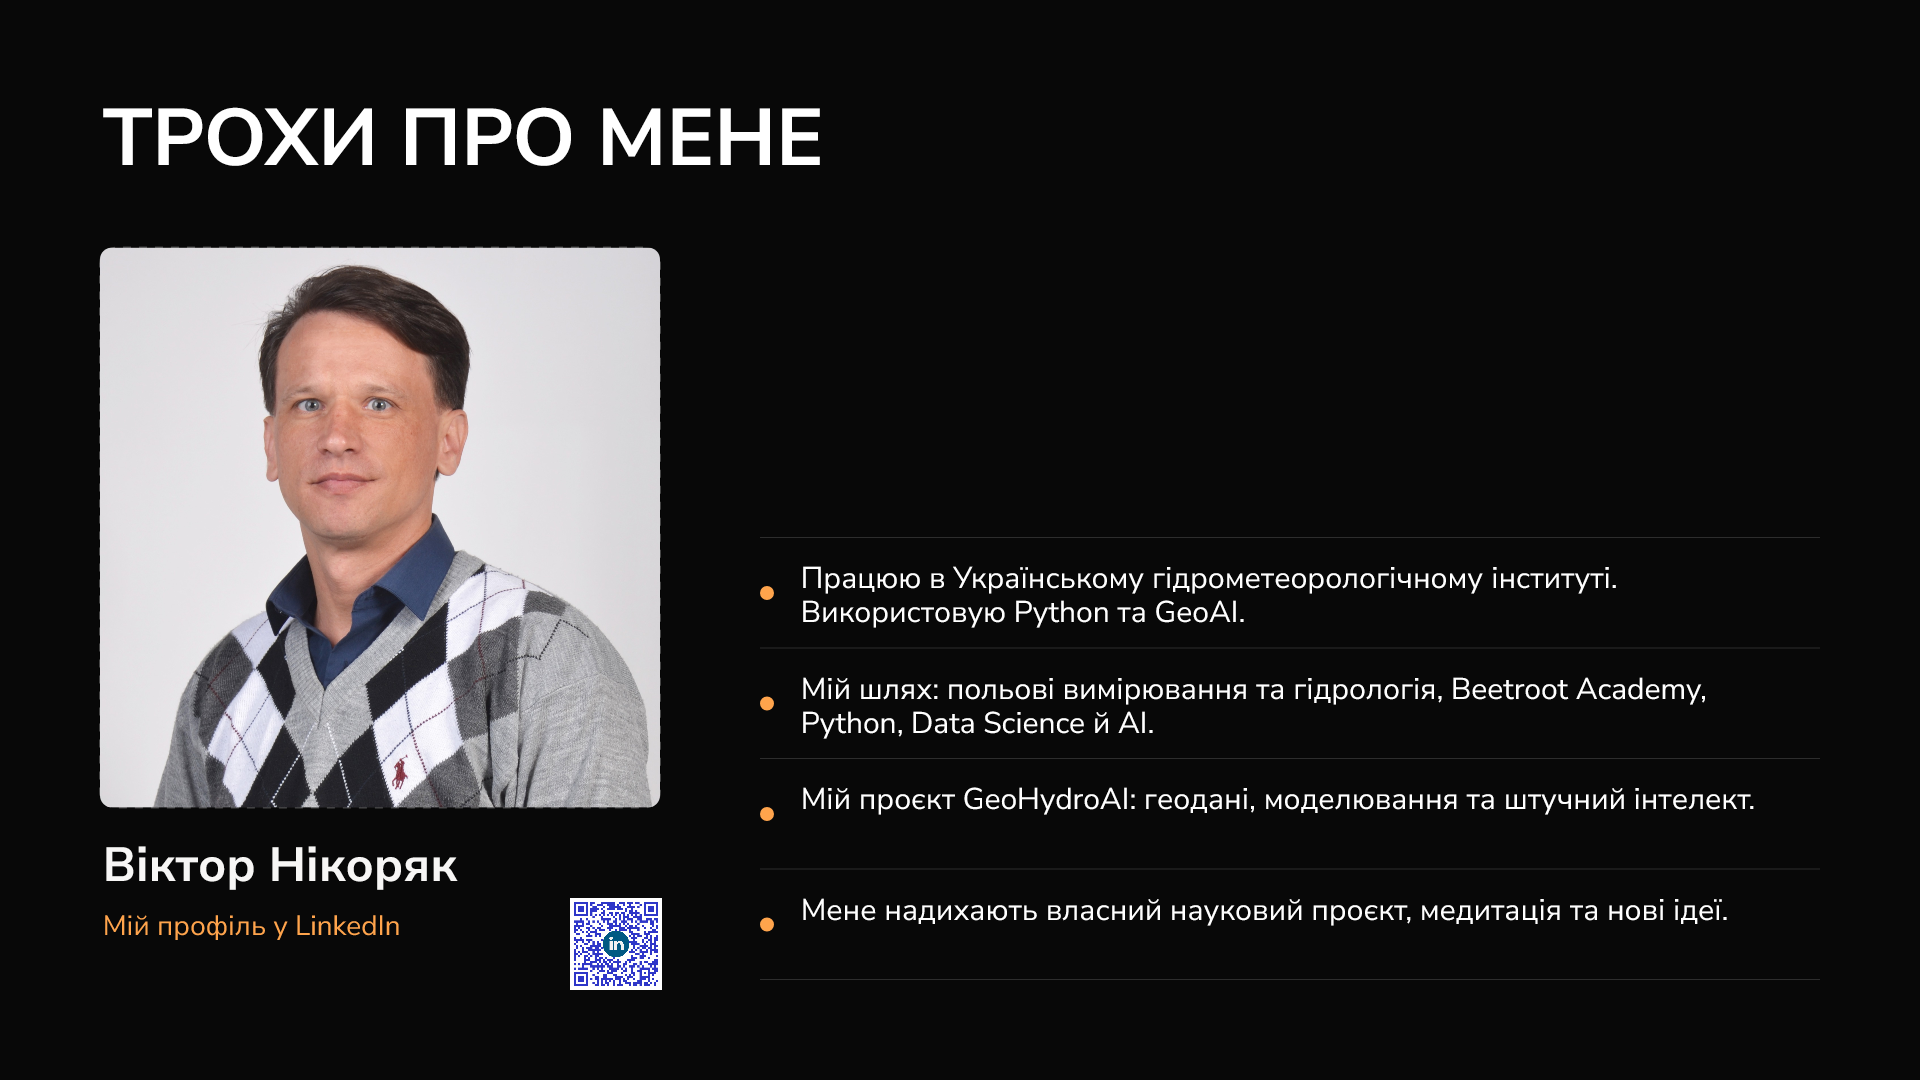 ТРОХИ ПРО МЕНЕ
Віктор Нікоряк
Мій профіль у LinkedIn
in
Працюю в Українському гідрометеорологічному інституті.
Використовую Python та GeoAI.
Мій шлях: польові вимірювання та гідрологія, Beetroot Academy,
Python, Data Science й AI.
Мій проєкт GeoHydroAI: геодані, моделювання та штучний інтелект.
Мене надихають власний науковий проєкт, медитація та нові ідеї.